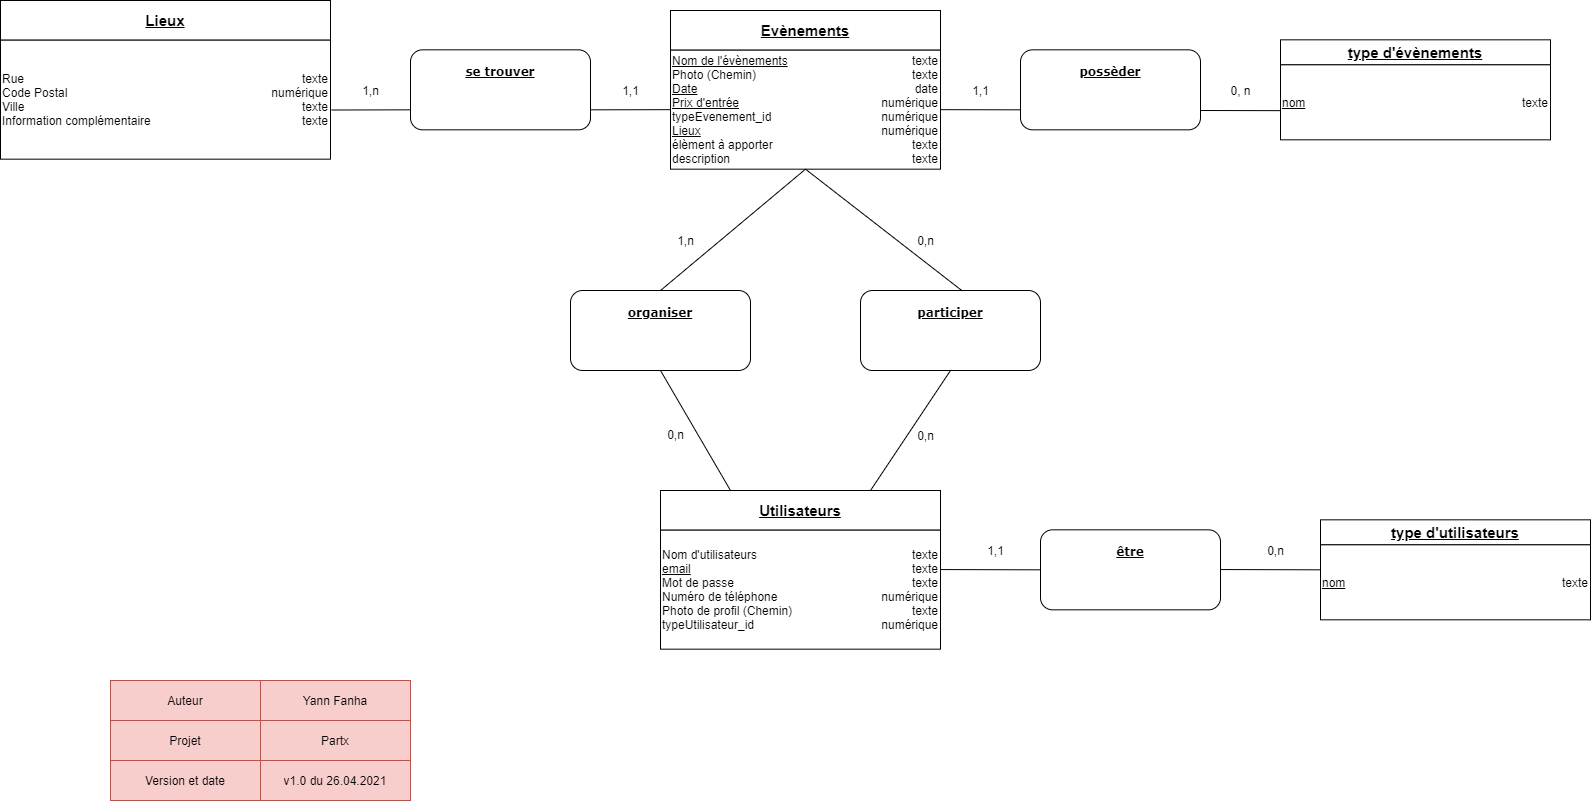 Lieux
Rue texte
Code Postal numérique
Ville texte
Information complémentaire texte
1,n
se trouver
1,1
Evènements
Nom de l'évènements texte
Photo (Chemin) texte
Date date
Prix d'entrée numérique
typeEvenement_id numérique
Lieux numérique
élèment à apporter texte
description texte
1,1
possèder
0, n
type d'évènements
nom texte
1,n
0,n
organiser
participer
0,n
0,n
Utilisateurs
Nom d'utilisateurs texte
email texte
Mot de passe texte
Numéro de téléphone numérique
Photo de profil (Chemin) texte
typeUtilisateur_id numérique
1,1
être
0,n
type d'utilisateurs
nom texte
Auteur Yann Fanha
Projet Partx
Version et date v1.0 du 26.04.2021